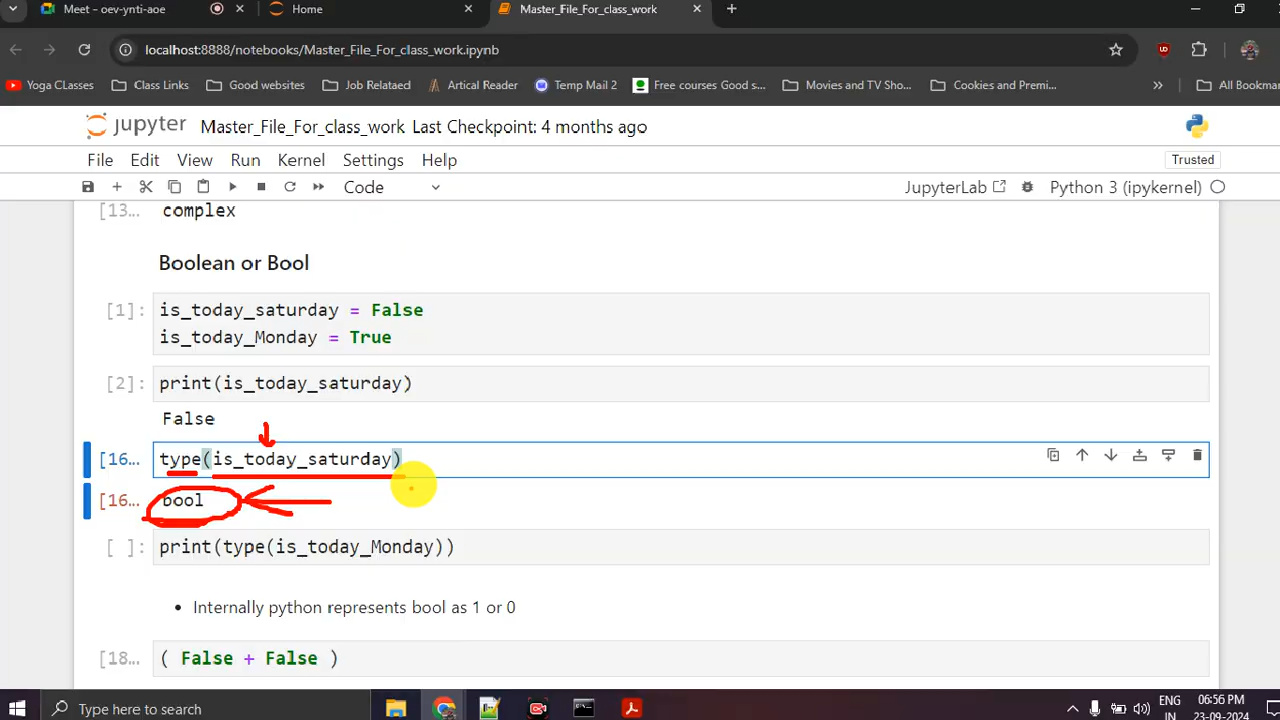 Meet – oev-ynti-aoe
Home
Master_File_For_class_work
localhost:8888/notebooks/Master_File_For_class_work.ipynb
Yoga CLasses
Class Links
Good websites
Job Relataed
Artical Reader
Temp Mail 2
Free courses Good s...
Movies and TV Sho...
Cookies and Premi...
»
All Bookma
jupyter Master_File_For_class_work Last Checkpoint: 4 months ago
File Edit View Run Kernel Settings Help
Trusted
Code
JupyterLab
Python 3 (ipykernel)
[13... complex
Boolean or Bool
[1]: is_today_saturday = False
is_today_Monday = True
[2]: print(is_today_saturday)
False
[16... type(is_today_saturday)
[16... bool
[ ]: print(type(is_today_Monday))
• Internally python represents bool as 1 or 0
[18... ( False + False )
Type here to search
ENG
IN
06:56 PM
23-09-2024